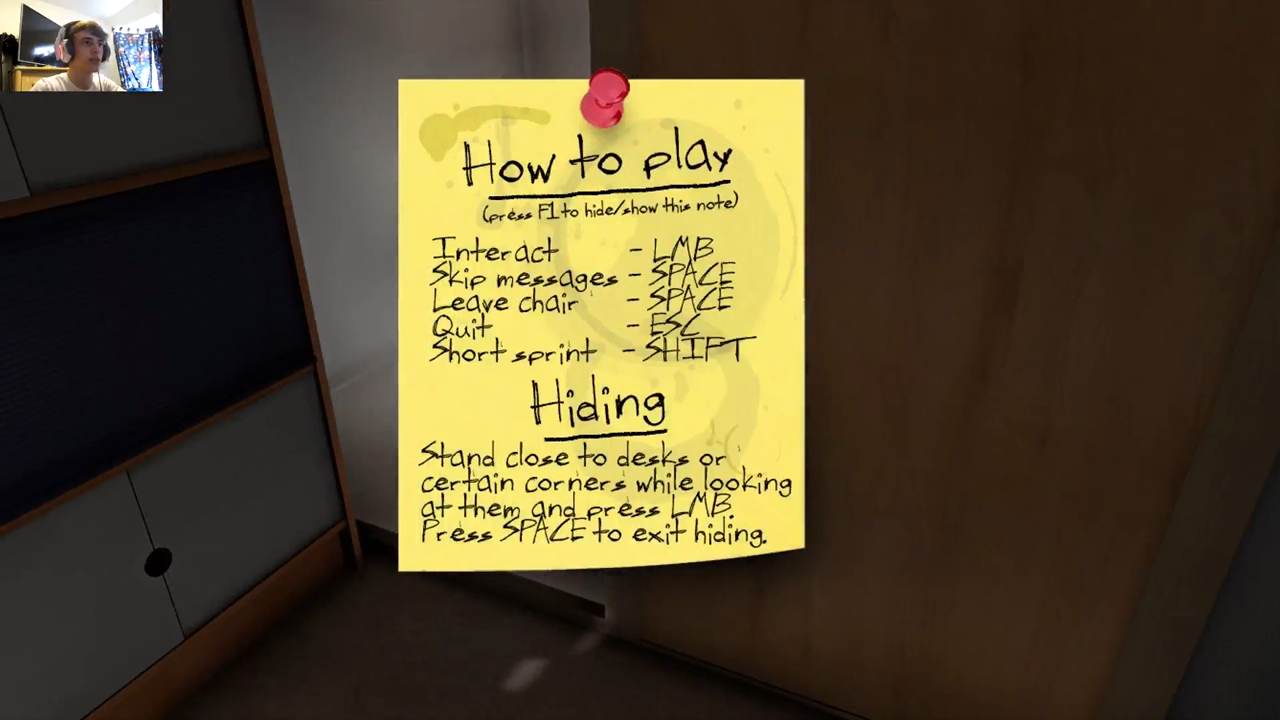 How to play
(press F1 to hide/show this note)
Interact - LMB
Skip messages - SPACE
Leave chair - SPACE
Quit - ESC
Short sprint - SHIFT
Hiding
Stand close to desks or
certain corners while looking
at them and press LMB.
Press SPACE to exit hiding.